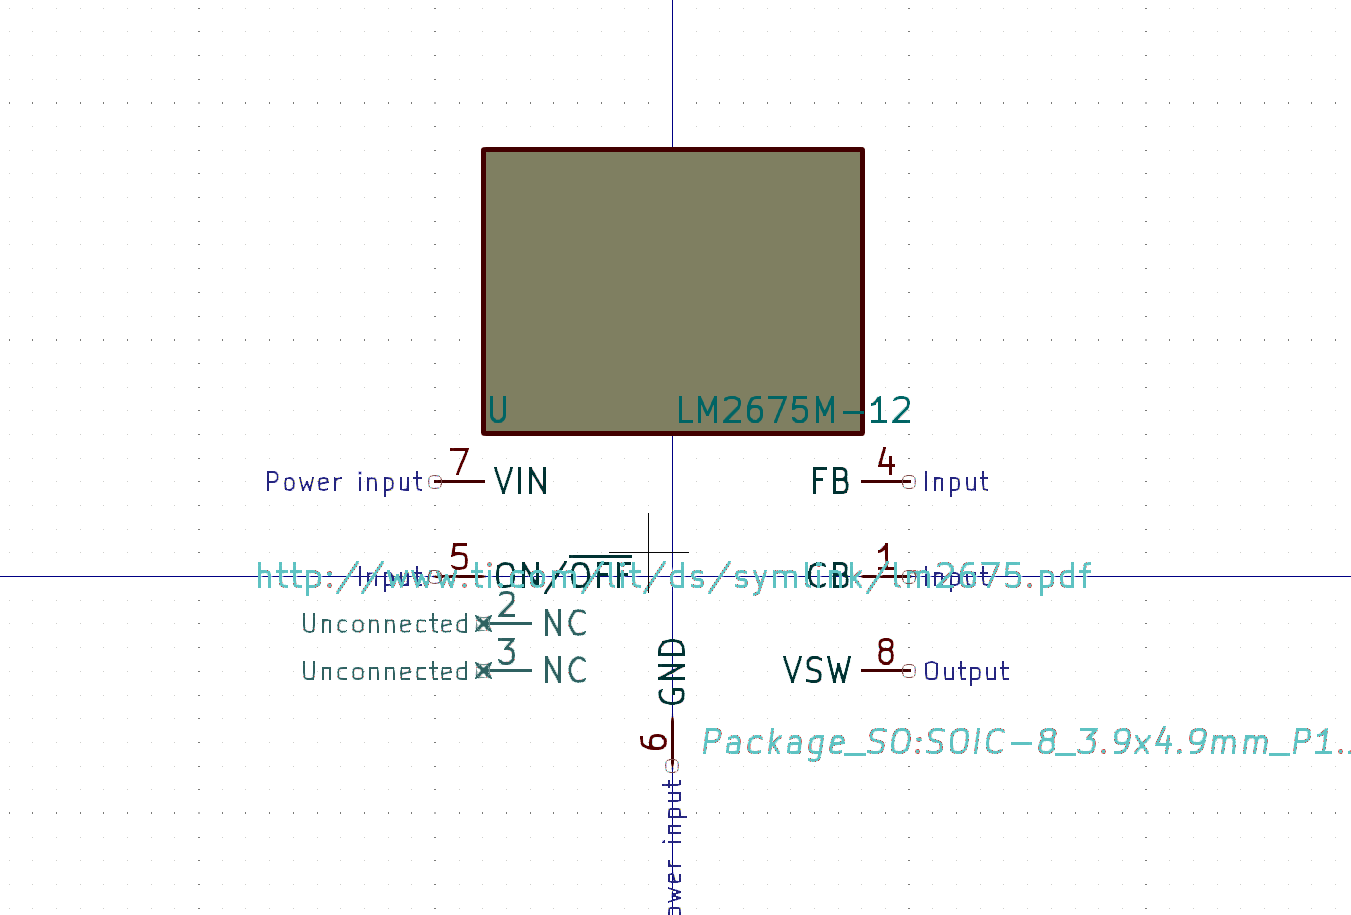 U LM2675M-12
Power input 7 VIN FB 4 Input
Input 5 ON/OFF CB 1 Input
http://www.ti.com/lit/ds/symlink/lm2675.pdf
Unconnected 2 NC
Unconnected 3 NC
GND
VSW 8 Output
6
Package_SO:SOIC-8_3.9x4.9mm_P1..
ower input